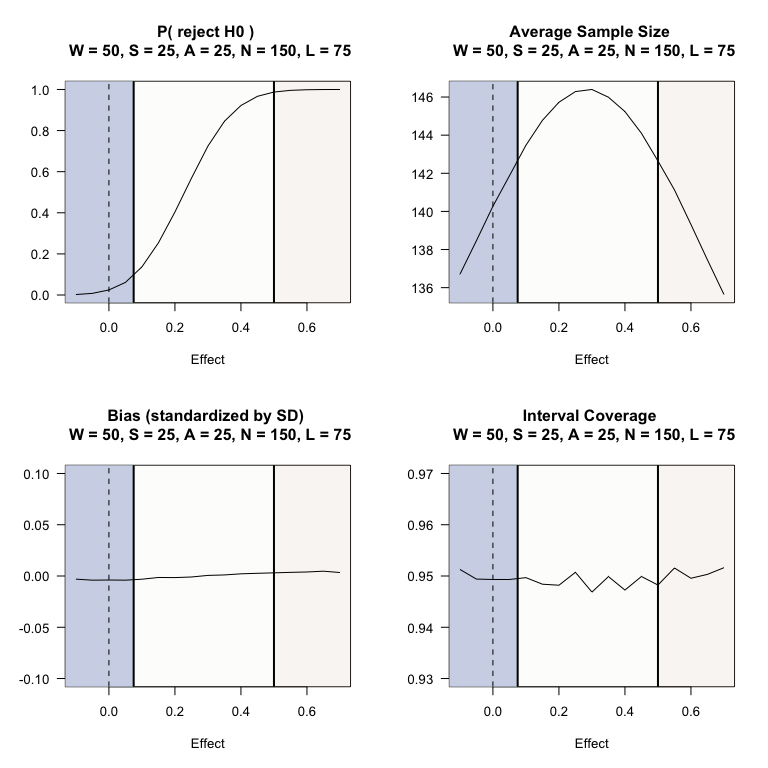 P( reject H0 )
W = 50, S = 25, A = 25, N = 150, L = 75
1.0
0.8
0.6
0.4
0.2
0.0
0.0 0.2 0.4 0.6
Effect
Average Sample Size
W = 50, S = 25, A = 25, N = 150, L = 75
146
144
142
140
138
136
0.0 0.2 0.4 0.6
Effect
Bias (standardized by SD)
W = 50, S = 25, A = 25, N = 150, L = 75
0.10
0.05
0.00
-0.05
-0.10
0.0 0.2 0.4 0.6
Effect
Interval Coverage
W = 50, S = 25, A = 25, N = 150, L = 75
0.97
0.96
0.95
0.94
0.93
0.0 0.2 0.4 0.6
Effect